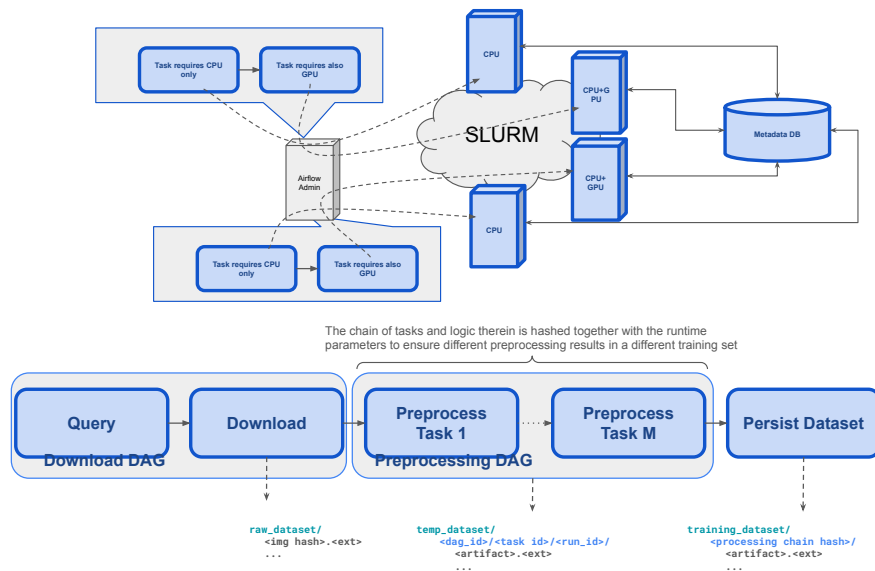 Task requires CPU
only
Task requires also
GPU
CPU
CPU+G
PU
SLURM
Metadata DB
Airflow
Admin
CPU+
GPU
CPU
Task requires CPU
only
Task requires also
GPU
The chain of tasks and logic therein is hashed together with the runtime
parameters to ensure different preprocessing results in a different training set
Query
Download
Download DAG
Preprocess
Task 1
Preprocess
Task M
Preprocessing DAG
Persist Dataset
raw_dataset/
<img hash>.<ext>
...
temp_dataset/
<dag_id>/<task id>/<run_id>/
<artifact>.<ext>
...
training_dataset/
<processing chain hash>/
<artifact>.<ext>
...